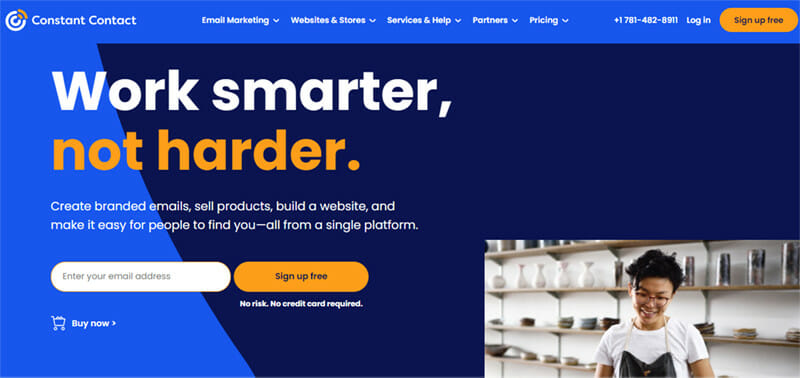 Constant Contact
Email Marketing
Websites & Stores
Services & Help
Partners
Pricing
+1 781-482-8911
Log in
Sign up free
Work smarter,
not harder.
Create branded emails, sell products, build a website, and
make it easy for people to find you—all from a single platform.
Enter your email address
Sign up free
No risk. No credit card required.
Buy now >